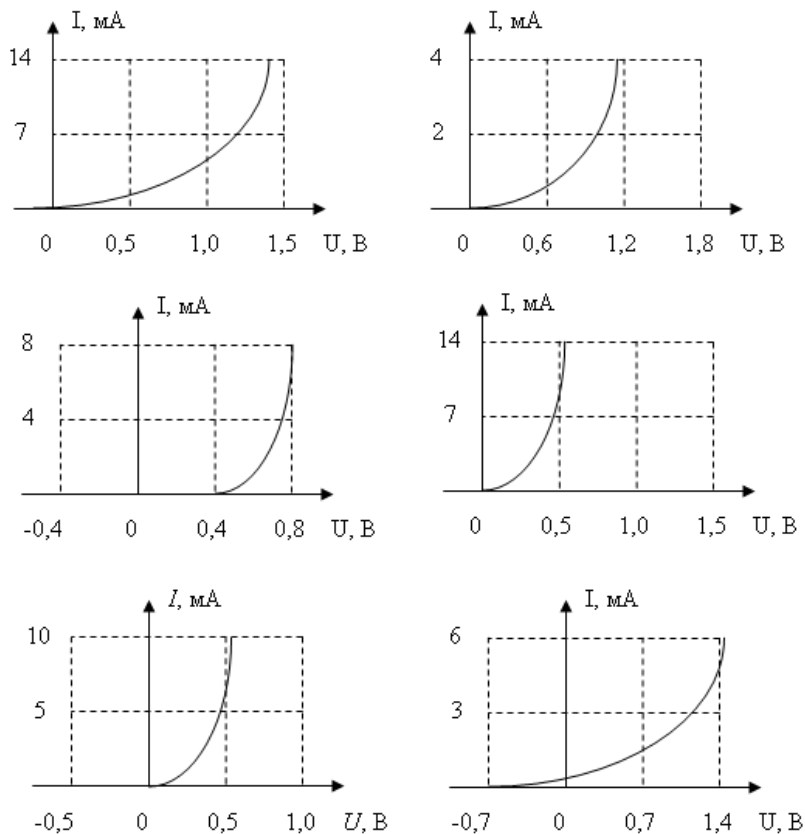 I, мА
14
7
0 0,5 1,0 1,5 U, В
I, мА
4
2
0 0,6 1,2 1,8 U, В
I, мА
8
4
-0,4 0 0,4 0,8 U, В
I, мА
14
7
0 0,5 1,0 1,5 U, В
I, мА
10
5
-0,5 0 0,5 1,0 U, В
I, мА
6
3
-0,7 0 0,7 1,4 U, В